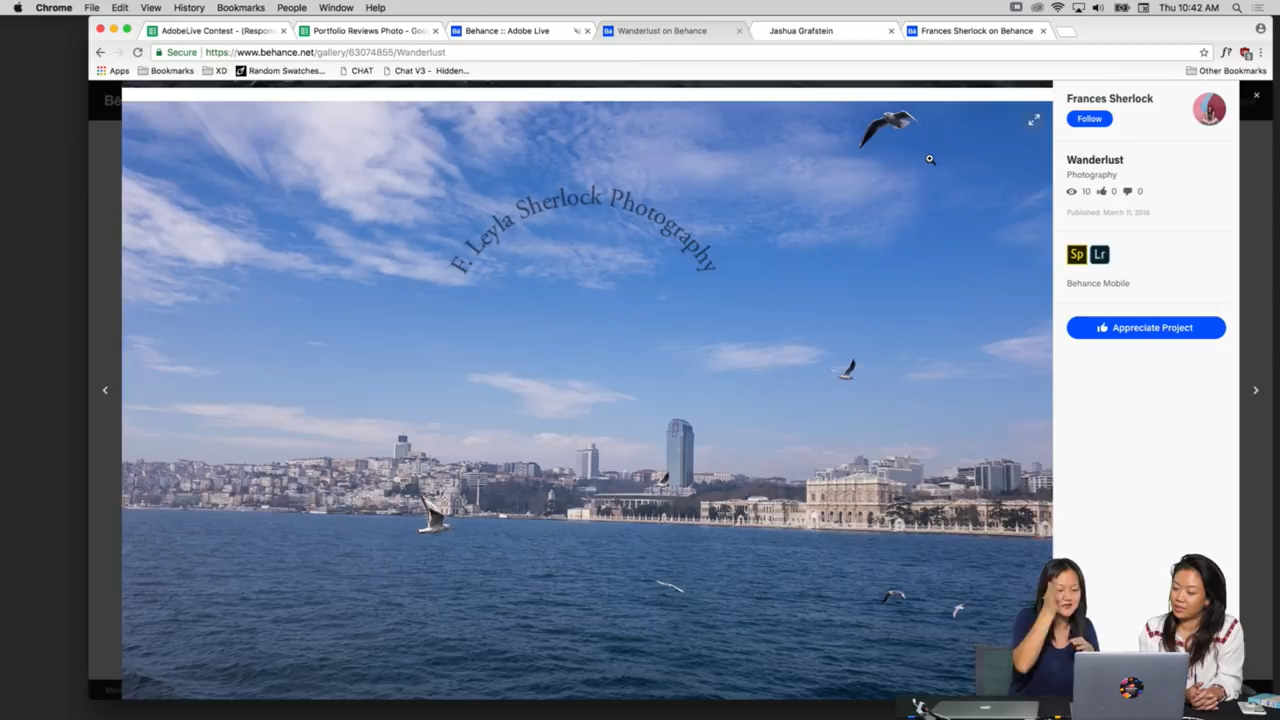 Chrome File Edit View History Bookmarks People Window Help Thu 10:42 AM
AdobeLive Contest - (Respon
Portfolio Reviews Photo - Goo
Behance :: Adobe Live
Wanderlust on Behance
Jashua Grafstein
Frances Sherlock on Behance
Secure https://www.behance.net/gallery/63074855/Wanderlust
Apps Bookmarks XD Random Swatches... CHAT Chat V3 - Hidden... Other Bookmarks
Bē
Frances Sherlock
Follow
Wanderlust
Photography
10 0 0
Published: March 11, 2018
Sp Lr
Behance Mobile
Appreciate Project
F. Leyla Sherlock Photography